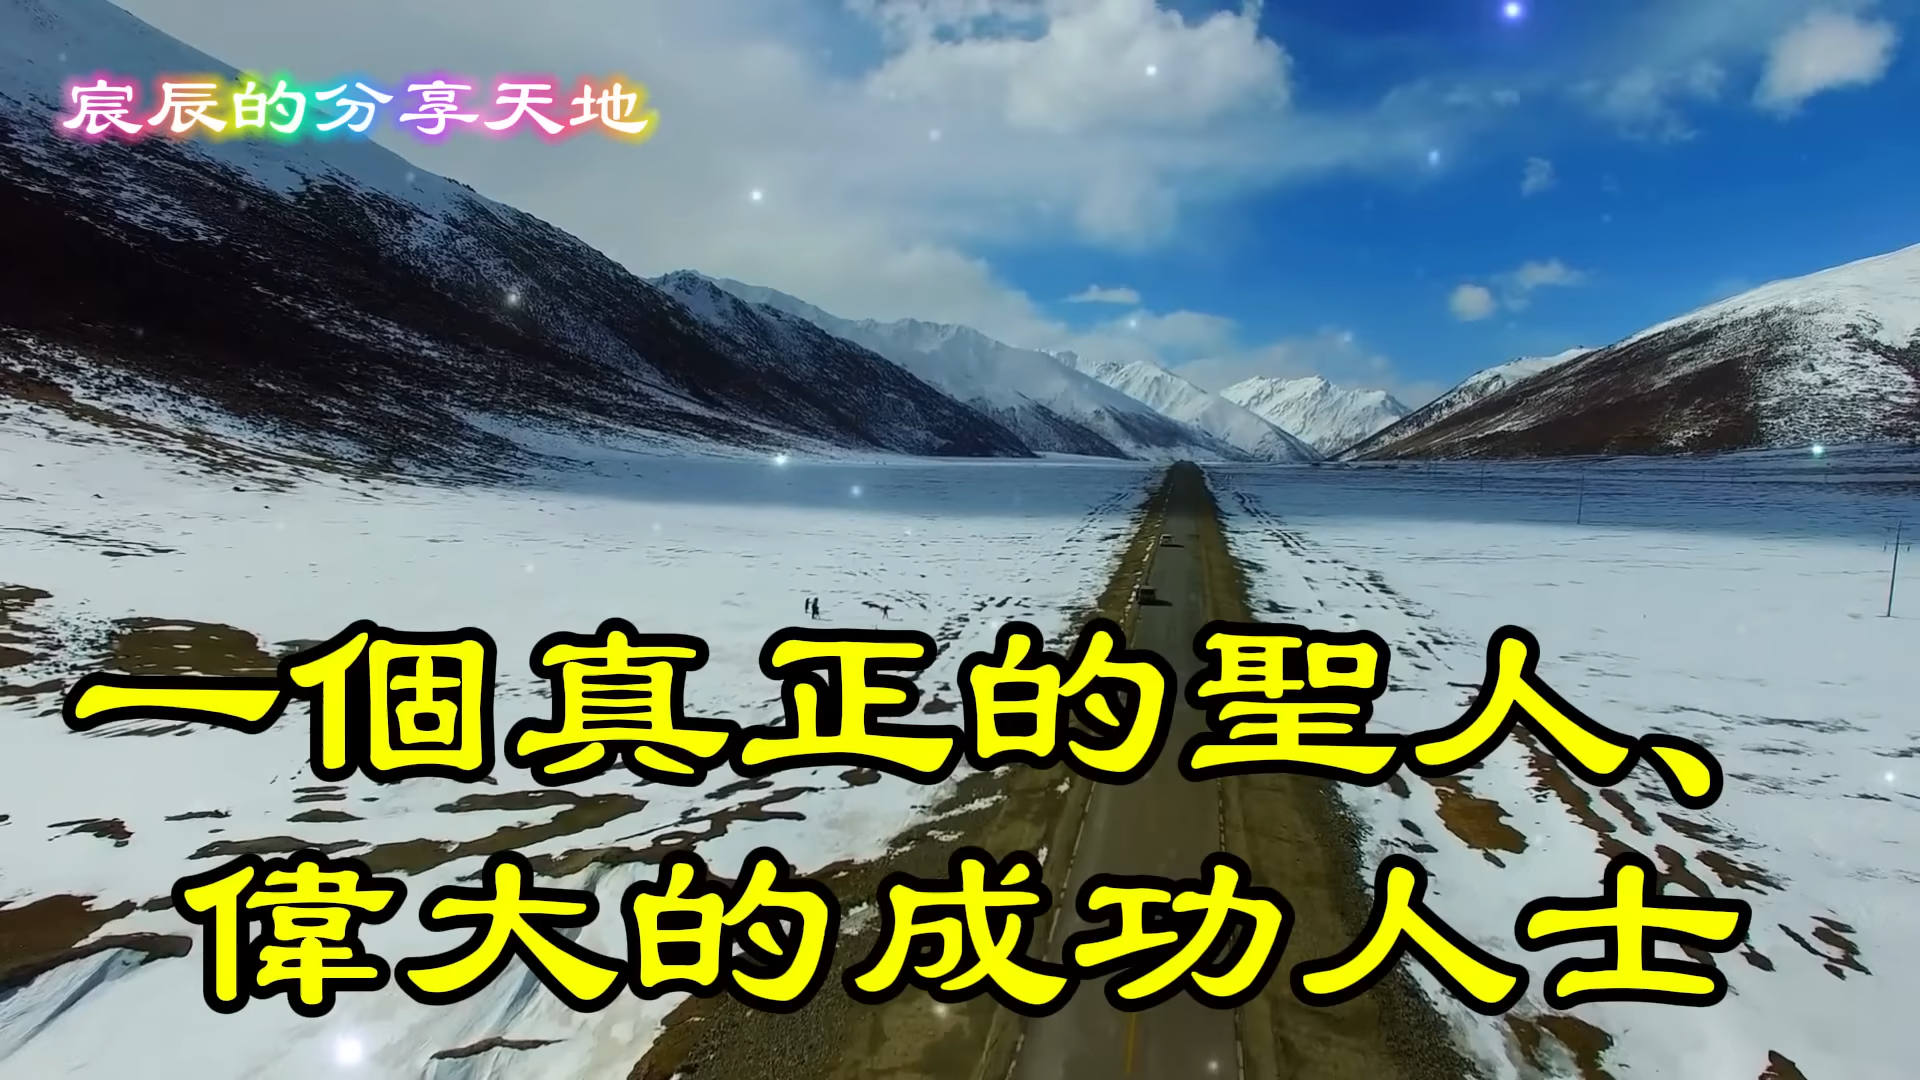 宸辰的分享天地
一個真正的聖人、
偉大的成功人士